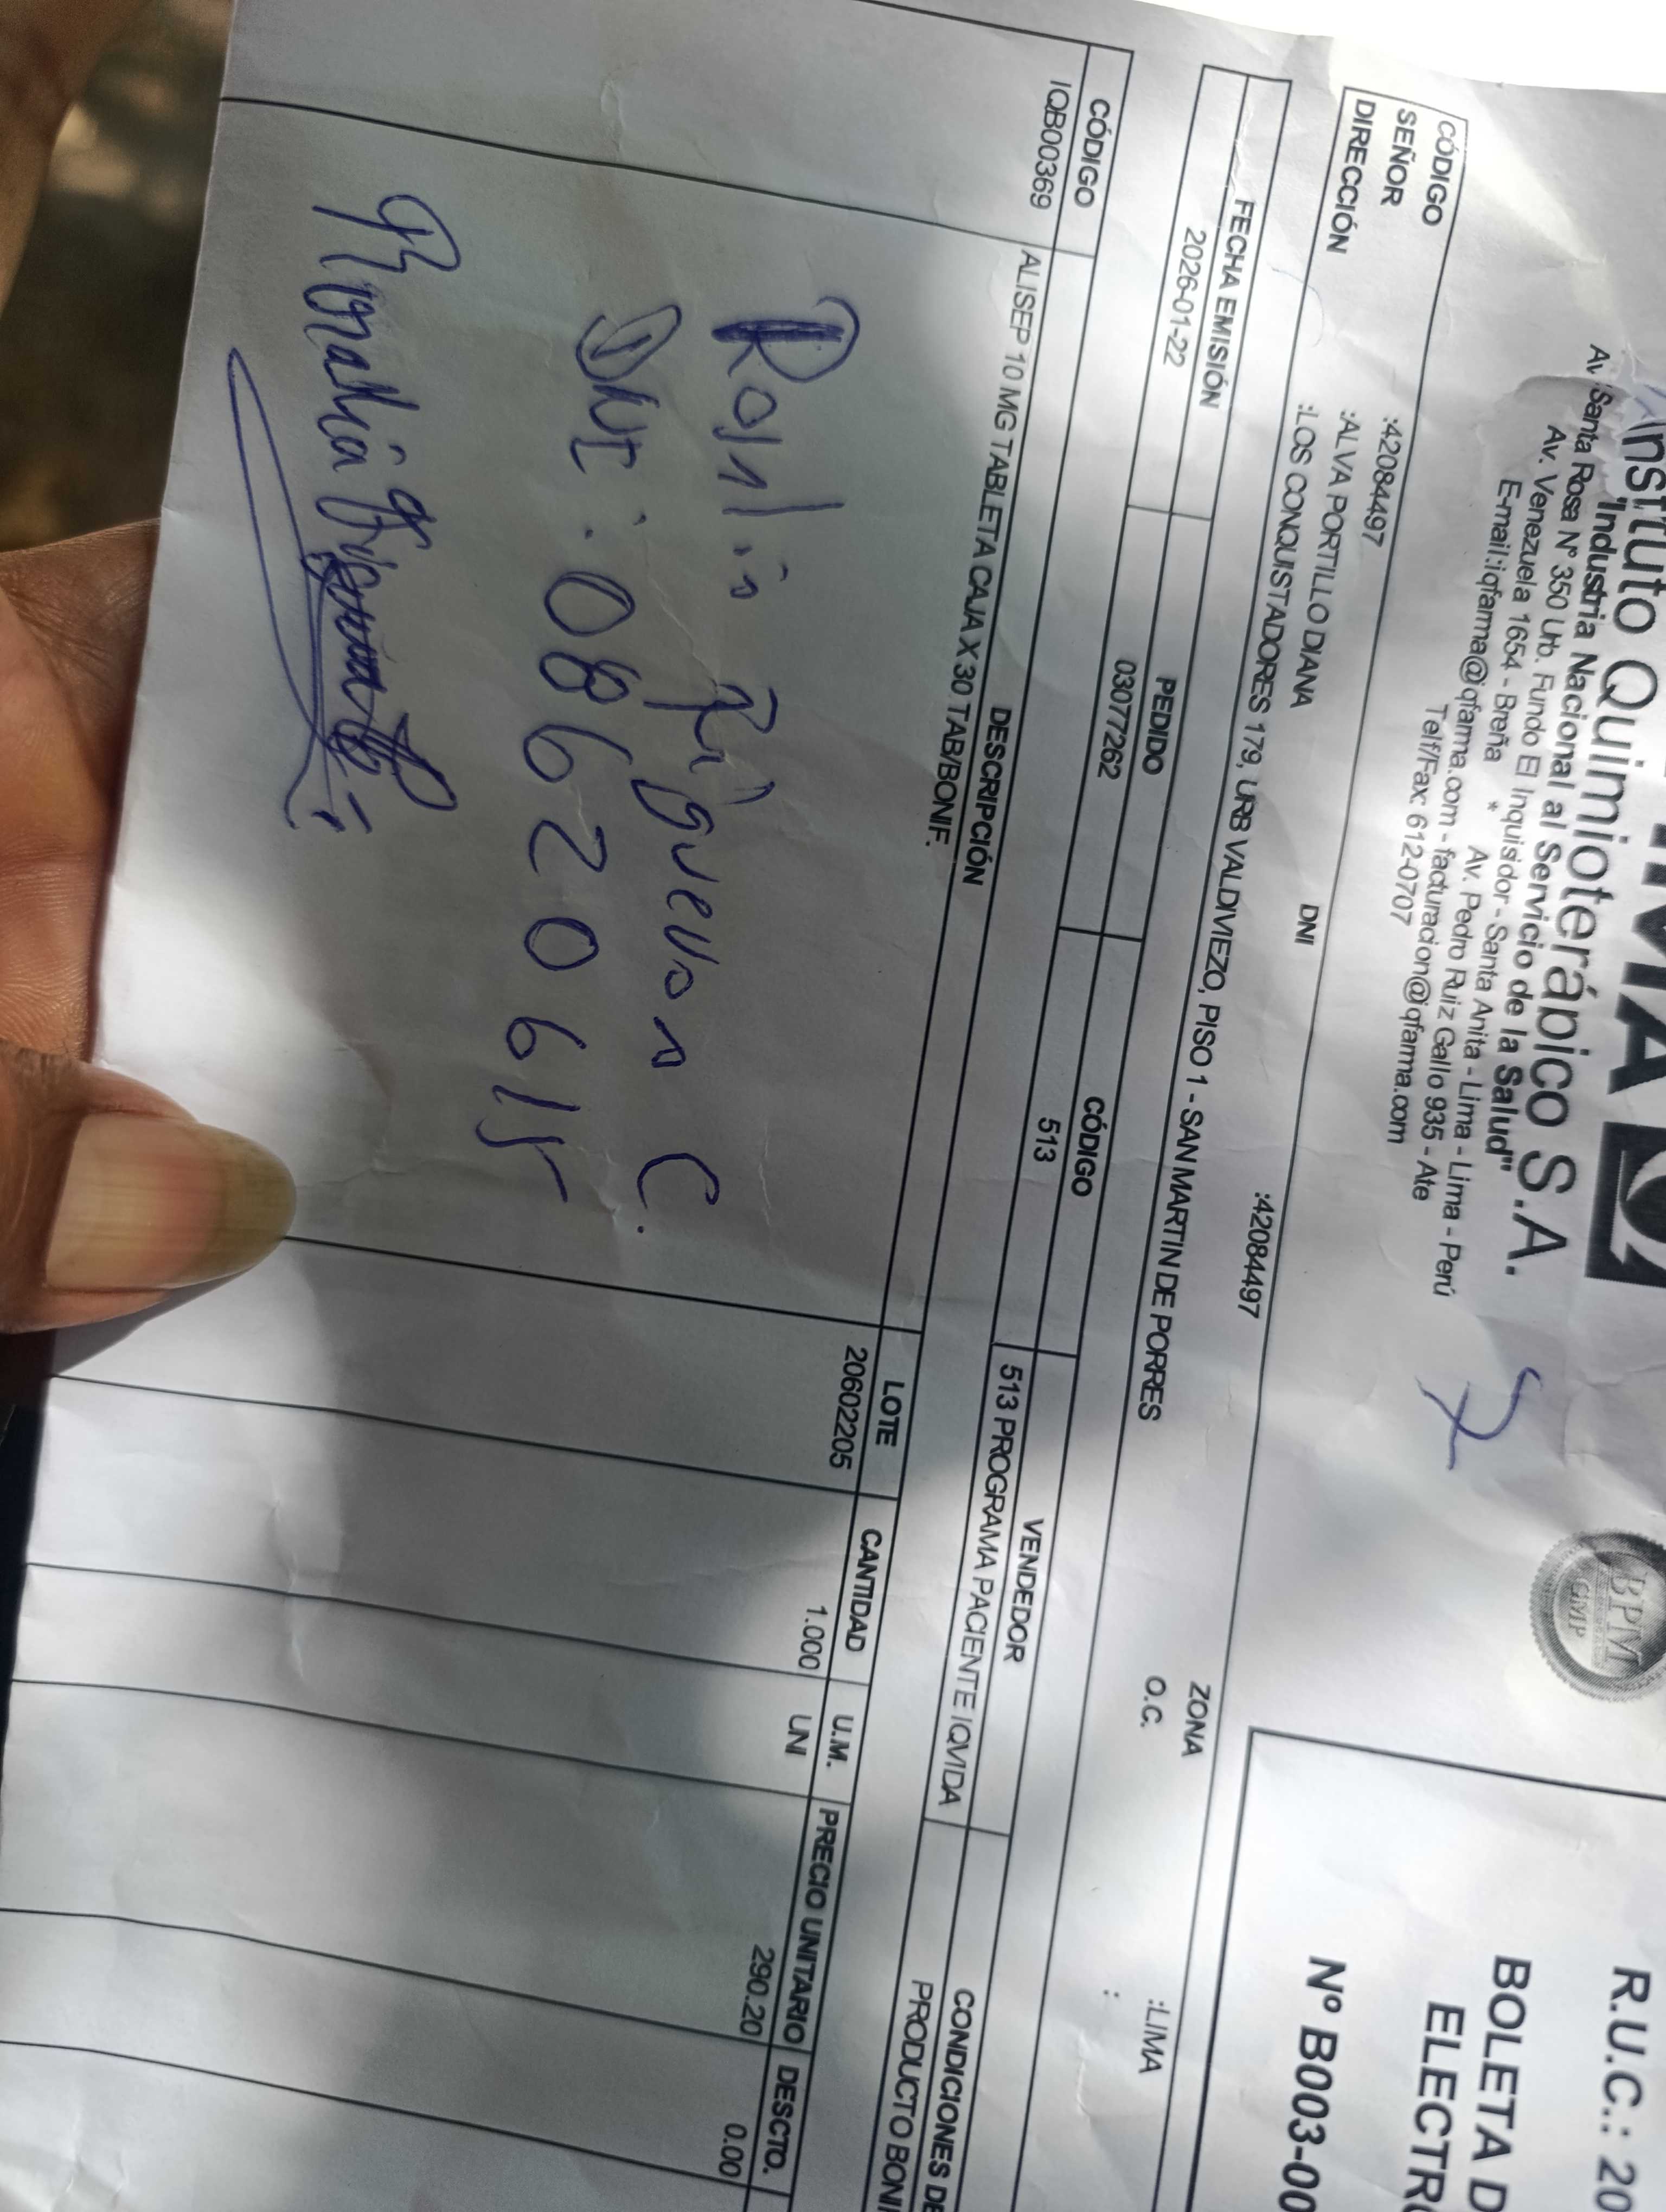 Instituto Quimioterápico S.A.
"Industria Nacional al Servicio de la Salud"
Av. Santa Rosa N° 350 Urb. Fundo El Inquisidor - Santa Anita - Lima - Lima - Perú
Av. Venezuela 1654 - Breña * Av. Pedro Ruiz Gallo 935 - Ate
E-mail:iqfarma@iqfarma.com - facturacion@iqfarma.com
Telf/Fax: 612-0707
BPM
GMP
R.U.C.: 20
BOLETA D
ELECTR
Nº B003-00
CÓDIGO :42084497
SEÑOR :ALVA PORTILLO DIANA DNI :42084497
DIRECCIÓN :LOS CONQUISTADORES 179, URB VALDIVIEZO, PISO 1 - SAN MARTIN DE PORRES
ZONA :LIMA
O.C. :
FECHA EMISIÓN PEDIDO CÓDIGO VENDEDOR CONDICIONES DE
2026-01-22 03077262 513 513 PROGRAMA PACIENTE IQVIDA PRODUCTO BONI
CÓDIGO DESCRIPCIÓN LOTE CANTIDAD U.M. PRECIO UNITARIO DESCTO.
IQB00369 ALISEP 10 MG TABLETA CAJA X 30 TAB/BONIF. 20602205 1.000 UNI 290.20 0.00
DNI: 08620615